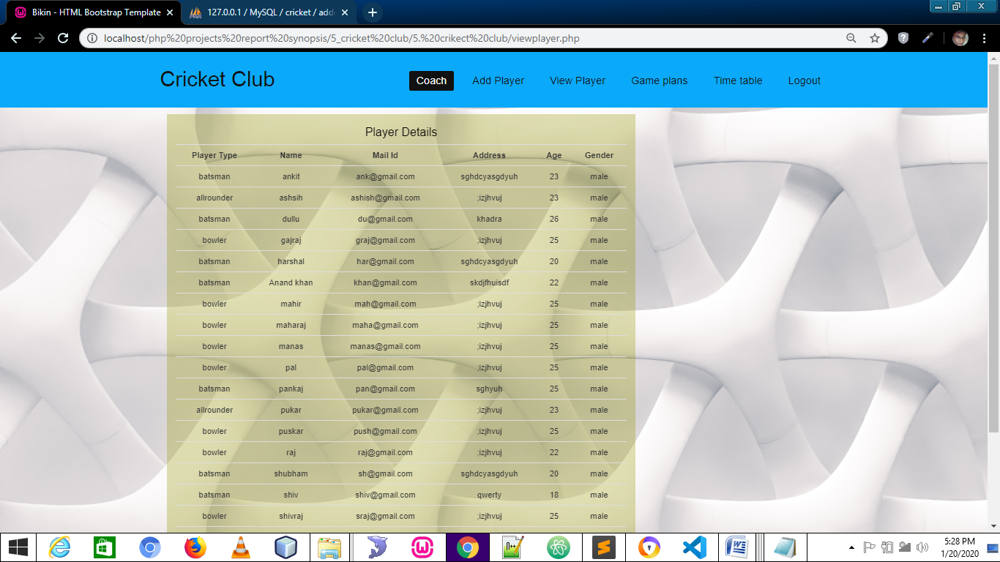 Bikin - HTML Bootstrap Template
127.0.0.1 / MySQL / cricket / add
localhost/php%20projects%20report%20synopsis/5_cricket%20club/5.%20crikect%20club/viewplayer.php
Cricket Club Coach Add Player View Player Game plans Time table Logout
Player Details
Player Type Name Mail Id Address Age Gender
batsman ankit ank@gmail.com sghdcyasgdyuh 23 male
allrounder ashsih ashish@gmail.com ;izjhvuj 23 male
batsman dullu du@gmail.com khadra 26 male
bowler gajraj graj@gmail.com ;izjhvuj 25 male
batsman harshal har@gmail.com sghdcyasgdyuh 20 male
batsman Anand khan khan@gmail.com skdjfhuisdf 22 male
bowler mahir mah@gmail.com ;izjhvuj 25 male
bowler maharaj maha@gmail.com ;izjhvuj 25 male
bowler manas manas@gmail.com ;izjhvuj 25 male
bowler pal pal@gmail.com ;izjhvuj 25 male
batsman pankaj pan@gmail.com sghyuh 25 male
allrounder pukar pukar@gmail.com ;izjhvuj 23 male
bowler puskar push@gmail.com ;izjhvuj 25 male
bowler raj raj@gmail.com ;izjhvuj 22 male
batsman shubham sh@gmail.com sghdcyasgdyuh 20 male
batsman shiv shiv@gmail.com qwerty 18 male
bowler shivraj sraj@gmail.com ;izjhvuj 25 male
5:28 PM
1/20/2020